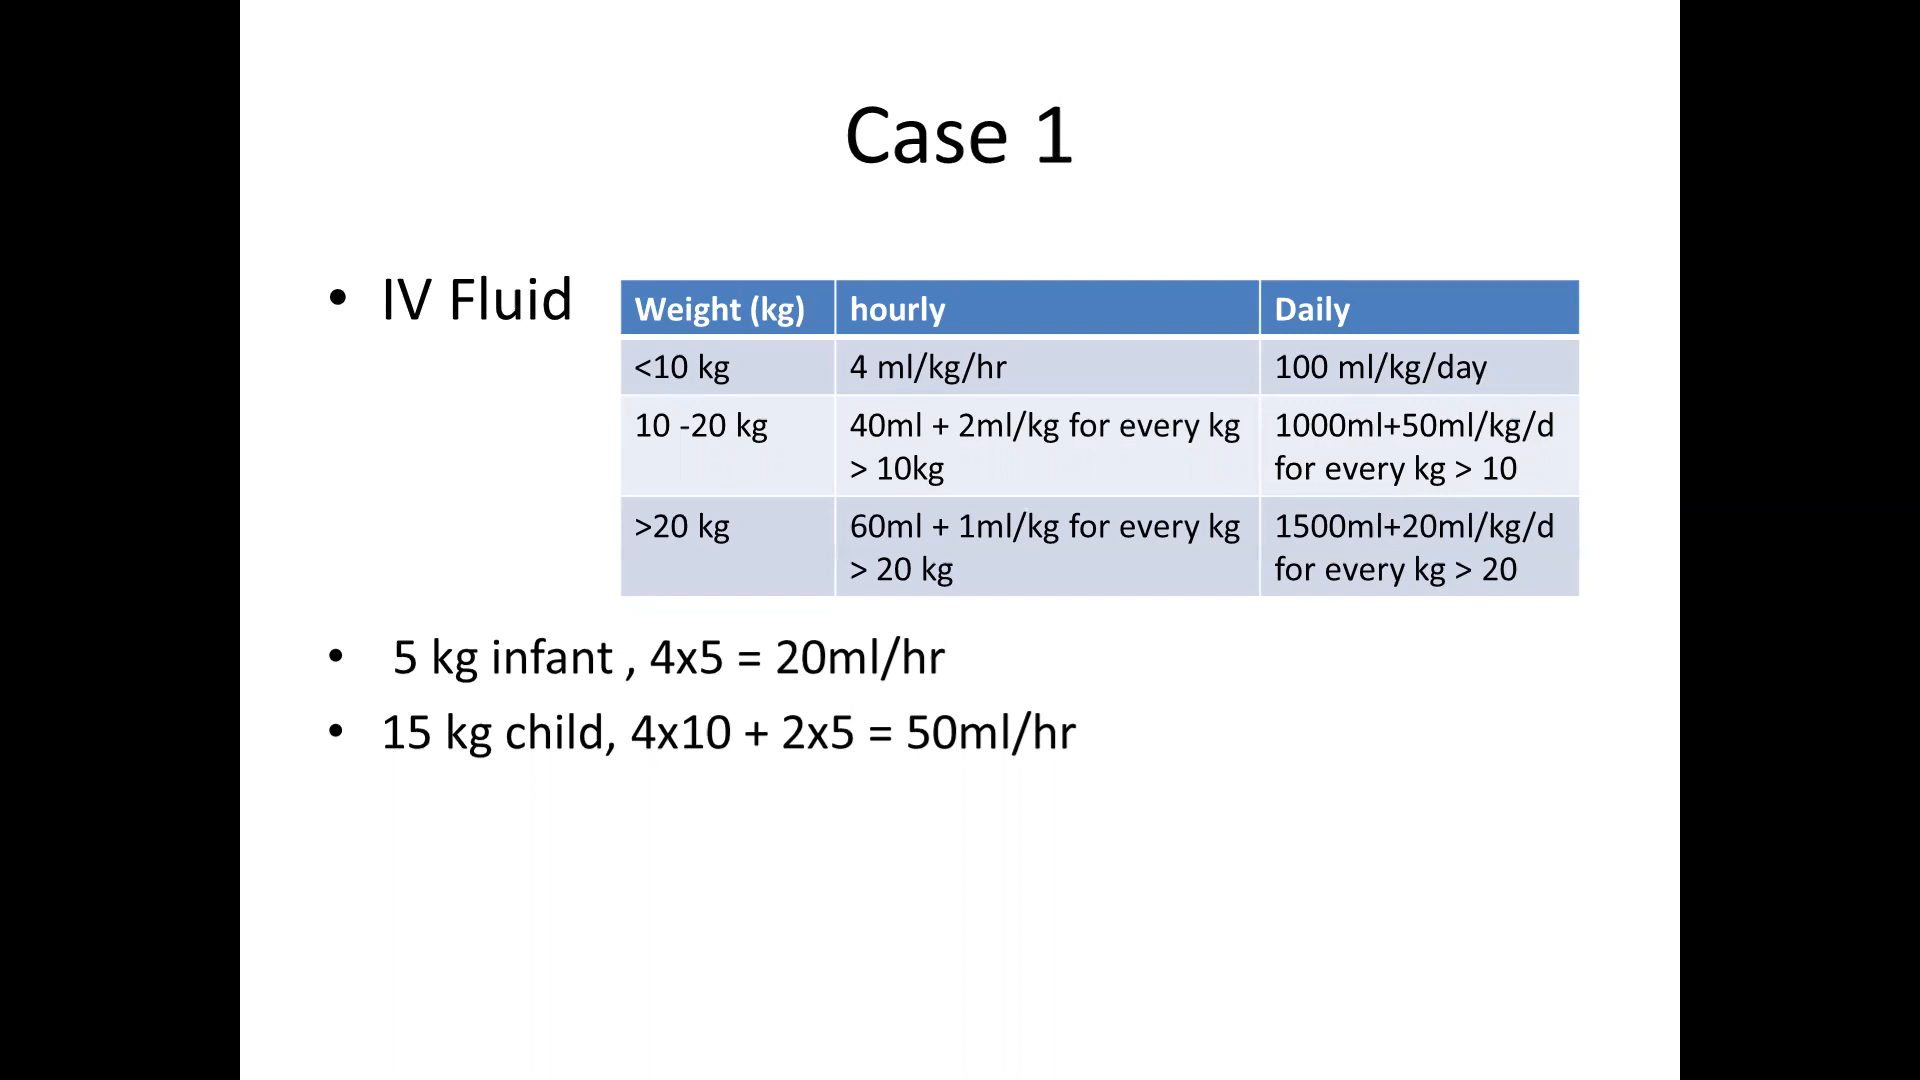 Case 1
• IV Fluid
Weight (kg) hourly Daily
<10 kg 4 ml/kg/hr 100 ml/kg/day
10 -20 kg 40ml + 2ml/kg for every kg 1000ml+50ml/kg/d
> 10kg for every kg > 10
>20 kg 60ml + 1ml/kg for every kg 1500ml+20ml/kg/d
> 20 kg for every kg > 20
• 5 kg infant , 4x5 = 20ml/hr
• 15 kg child, 4x10 + 2x5 = 50ml/hr